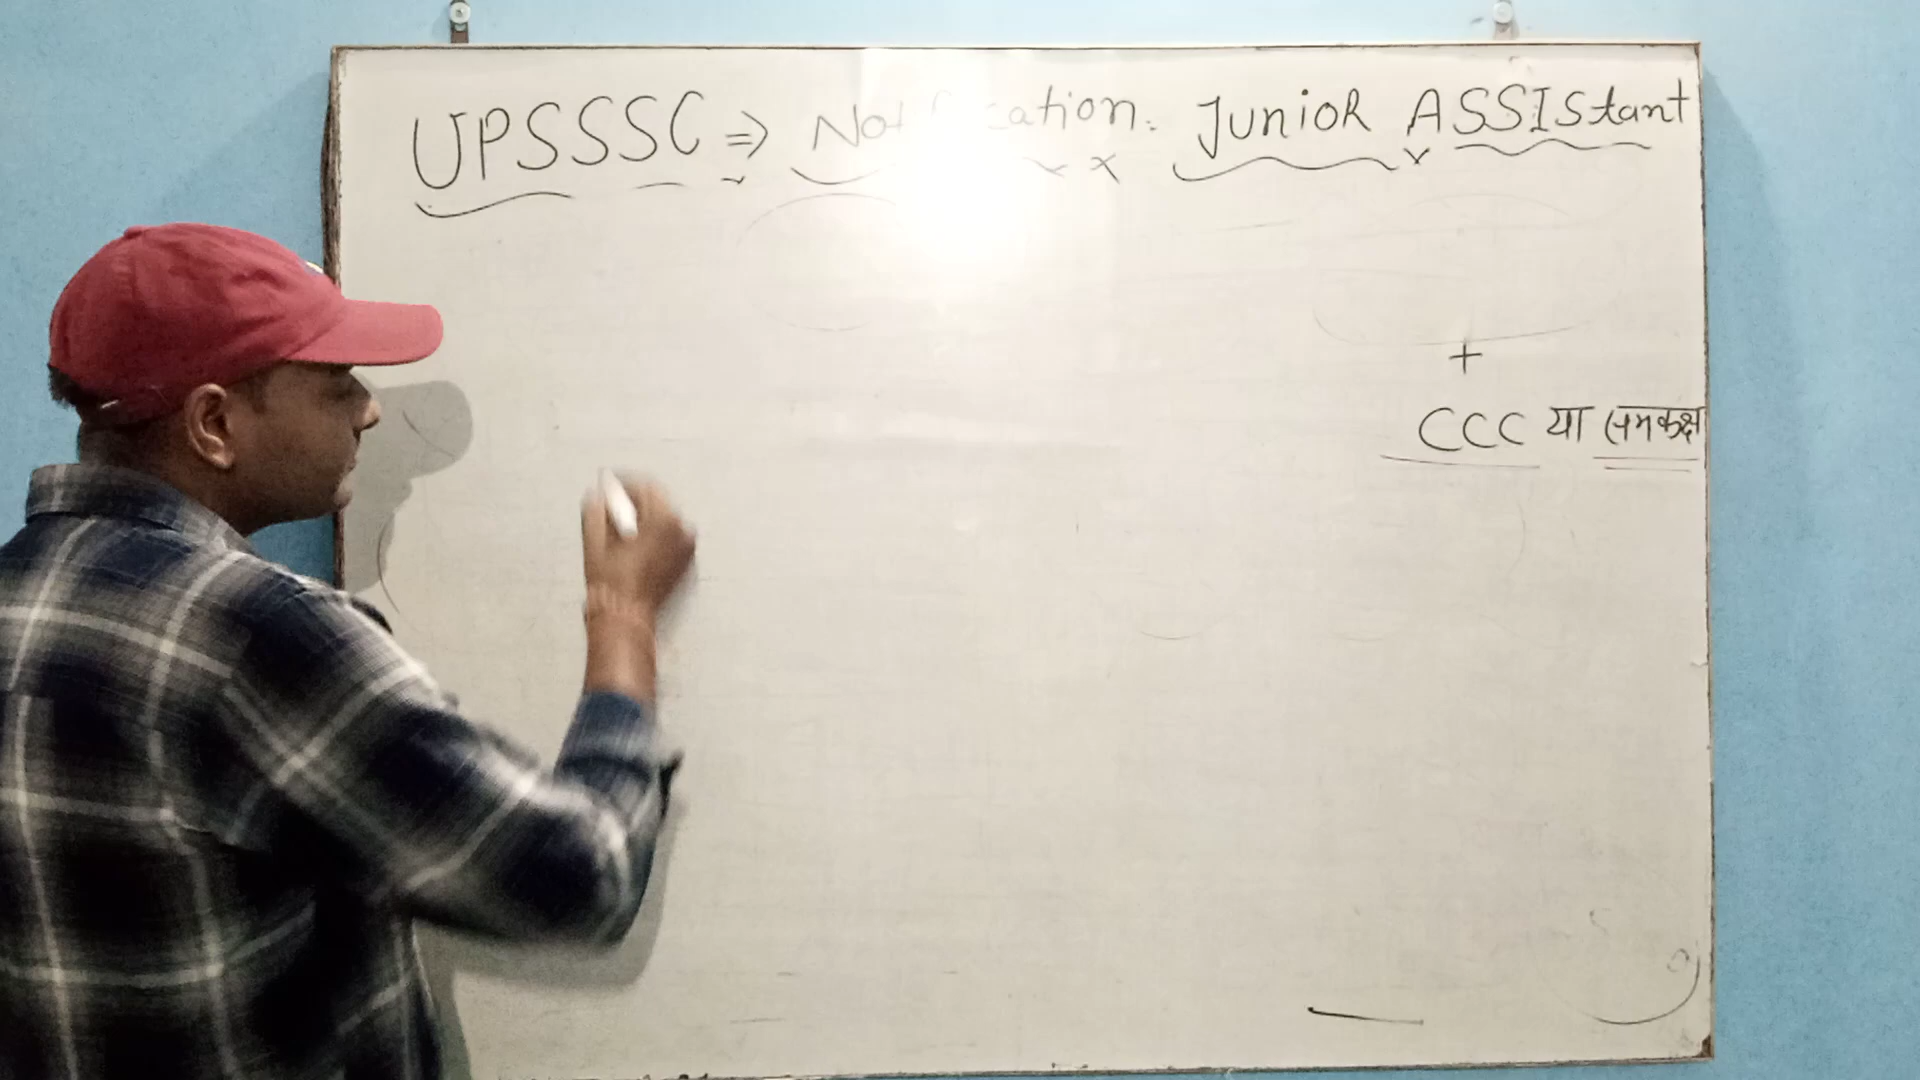 UPSSSC => Notification. Junior Assistant
+
CCC या समकक्ष